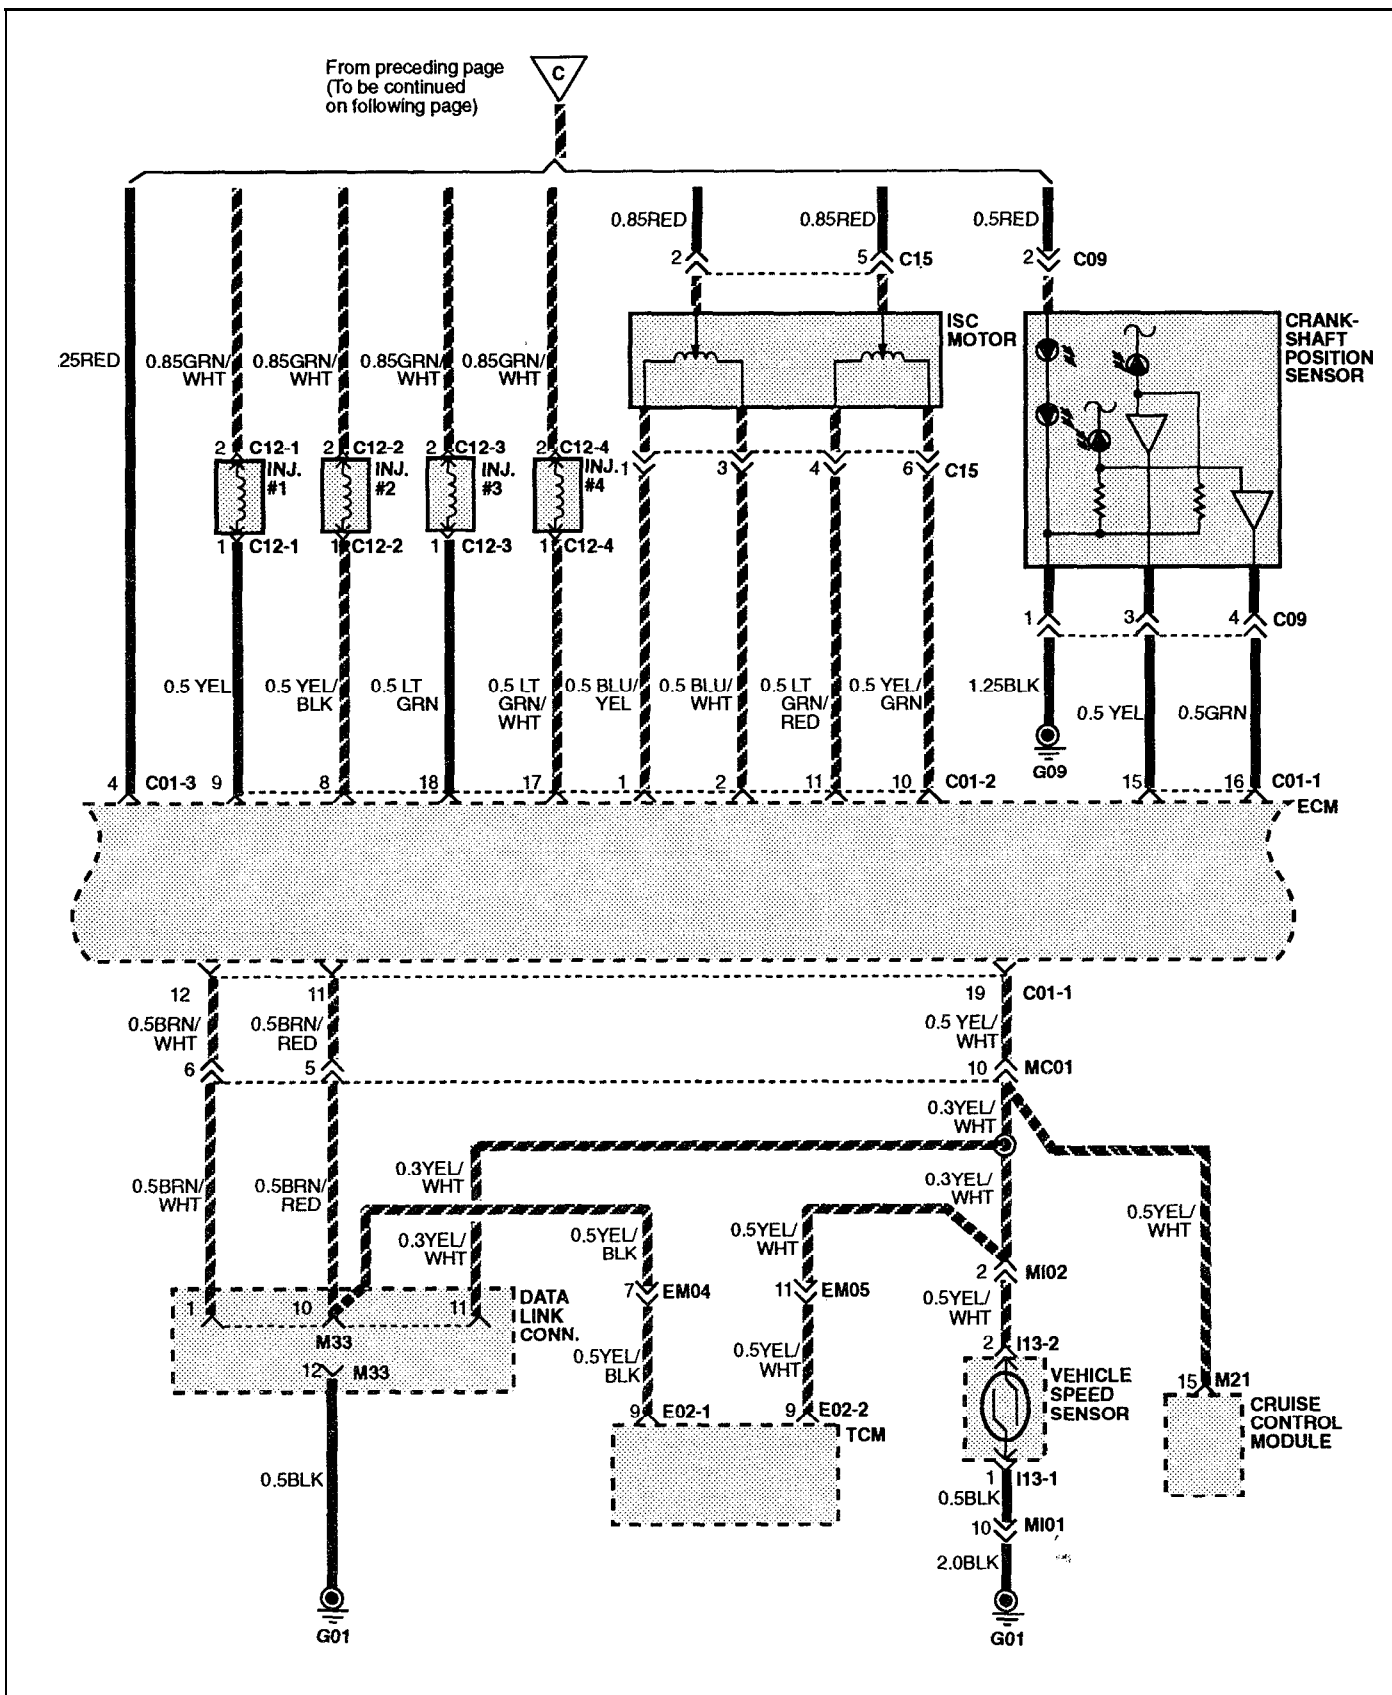 From preceding page
(To be continued
on following page)
C
0.85RED
0.85RED
0.5RED
2
5
C15
2
C09
ISC
MOTOR
CRANK-
SHAFT
POSITION
SENSOR
.25RED
0.85GRN/
WHT
0.85GRN/
WHT
0.85GRN/
WHT
0.85GRN/
WHT
2
C12-1
2
C12-2
2
C12-3
2
C12-4
INJ.
#1
INJ.
#2
INJ.
#3
INJ.
#4
1
3
4
6
C15
1
C12-1
1
C12-2
1
C12-3
1
C12-4
1
3
4
C09
0.5 YEL
0.5 YEL/
BLK
0.5 LT
GRN
0.5 LT
GRN/
WHT
0.5 BLU/
YEL
0.5 BLU/
WHT
0.5 LT
GRN/
RED
0.5 YEL/
GRN
1.25BLK
0.5 YEL
0.5GRN
G09
4
C01-3
9
8
18
17
1
2
11
10
C01-2
15
16
C01-1
ECM
12
11
19
C01-1
0.5BRN/
WHT
0.5BRN/
RED
0.5 YEL/
WHT
6
5
10
MC01
0.3YEL/
WHT
0.5BRN/
WHT
0.5BRN/
RED
0.3YEL/
WHT
0.3YEL/
WHT
0.3YEL/
WHT
0.5YEL/
BLK
0.5YEL/
WHT
0.5YEL/
WHT
2
MI02
7
EM04
11
EM05
0.5YEL/
WHT
1
10
11
DATA
LINK
CONN.
M33
12
M33
0.5YEL/
BLK
0.5YEL/
WHT
2
I13-2
VEHICLE
SPEED
SENSOR
15
M21
CRUISE
CONTROL
MODULE
9
E02-1
9
E02-2
TCM
0.5BLK
1
I13-1
0.5BLK
10
MI01
2.0BLK
G01
G01